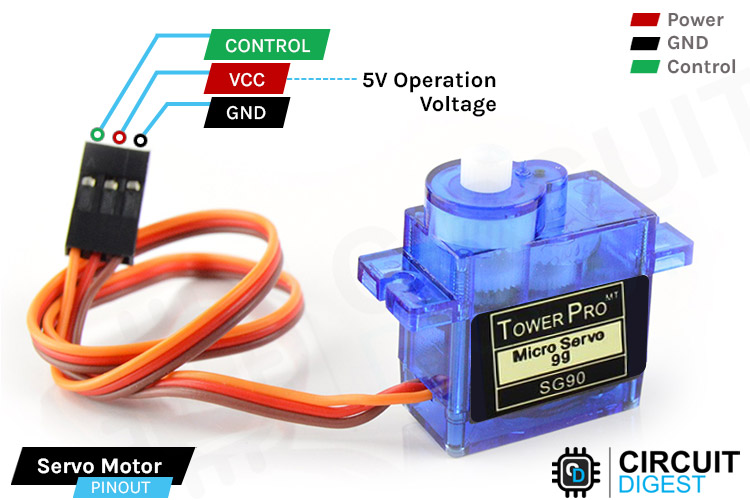 CONTROL
VCC
GND
5V Operation
Voltage
Power
GND
Control
TOWER PRO MT
Micro Servo
9g
SG90
Servo Motor
PINOUT
CD
CIRCUIT
DIGEST